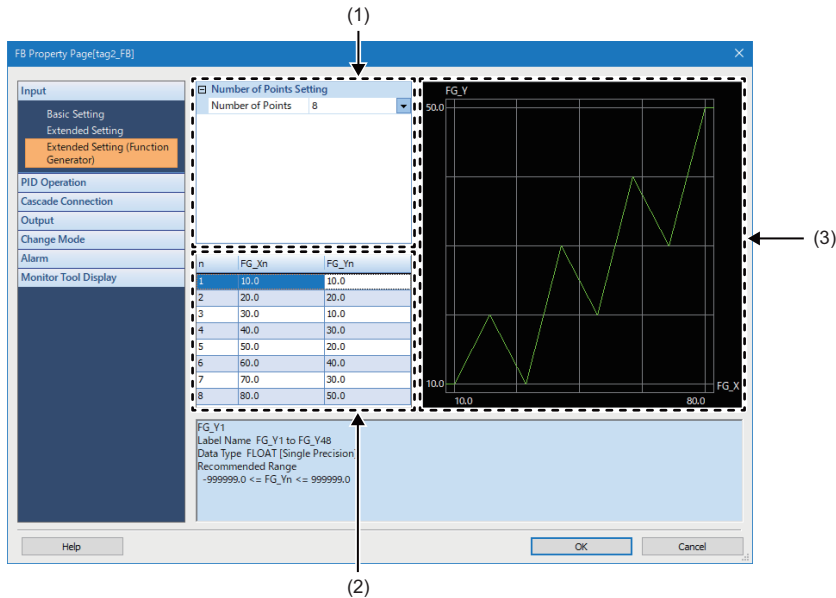 (1)
FB Property Page[tag2_FB]
Input
Basic Setting
Extended Setting
Extended Setting (Function
Generator)
PID Operation
Cascade Connection
Output
Change Mode
Alarm
Monitor Tool Display
Number of Points Setting
Number of Points 8
n FG_Xn FG_Yn
1 10.0 10.0
2 20.0 20.0
3 30.0 10.0
4 40.0 30.0
5 50.0 20.0
6 60.0 40.0
7 70.0 30.0
8 80.0 50.0
FG_Y
50.0
10.0
FG_X
10.0 80.0
(3)
FG_Y1
Label Name FG_Y1 to FG_Y48
Data Type FLOAT [Single Precision]
Recommended Range
-999999.0 <= FG_Yn <= 999999.0
Help OK Cancel
(2)